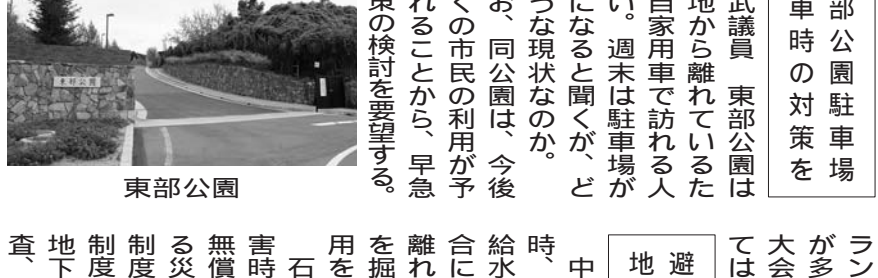 部公園駐車場
車時の対策を
武議員　東部公園は
地から離れているた
自家用車で訪れる人
い。週末は駐車場が
になると聞くが、ど
うな現状なのか。
お、同公園は、今後
くの市民の利用が予
れることから、早急
策の検討を要望する。
東部公園
ラン
が多
大会
ては
避
地
中
時、
給水
合に
離れ
を掘
用を
石
害時
無償
る災
制度
制度
地下
査、